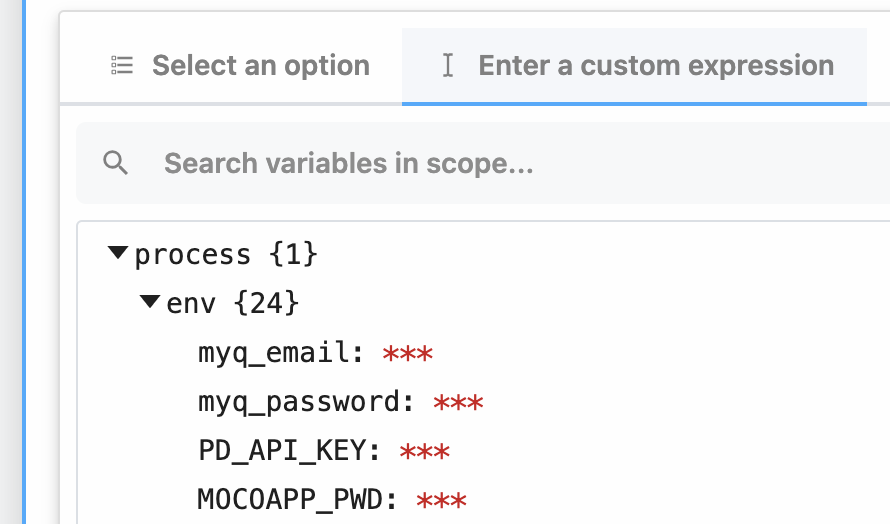 Select an option
Enter a custom expression
Search variables in scope...
process {1}
env {24}
myq_email: ***
myq_password: ***
PD_API_KEY: ***
MOCOAPP_PWD: ***